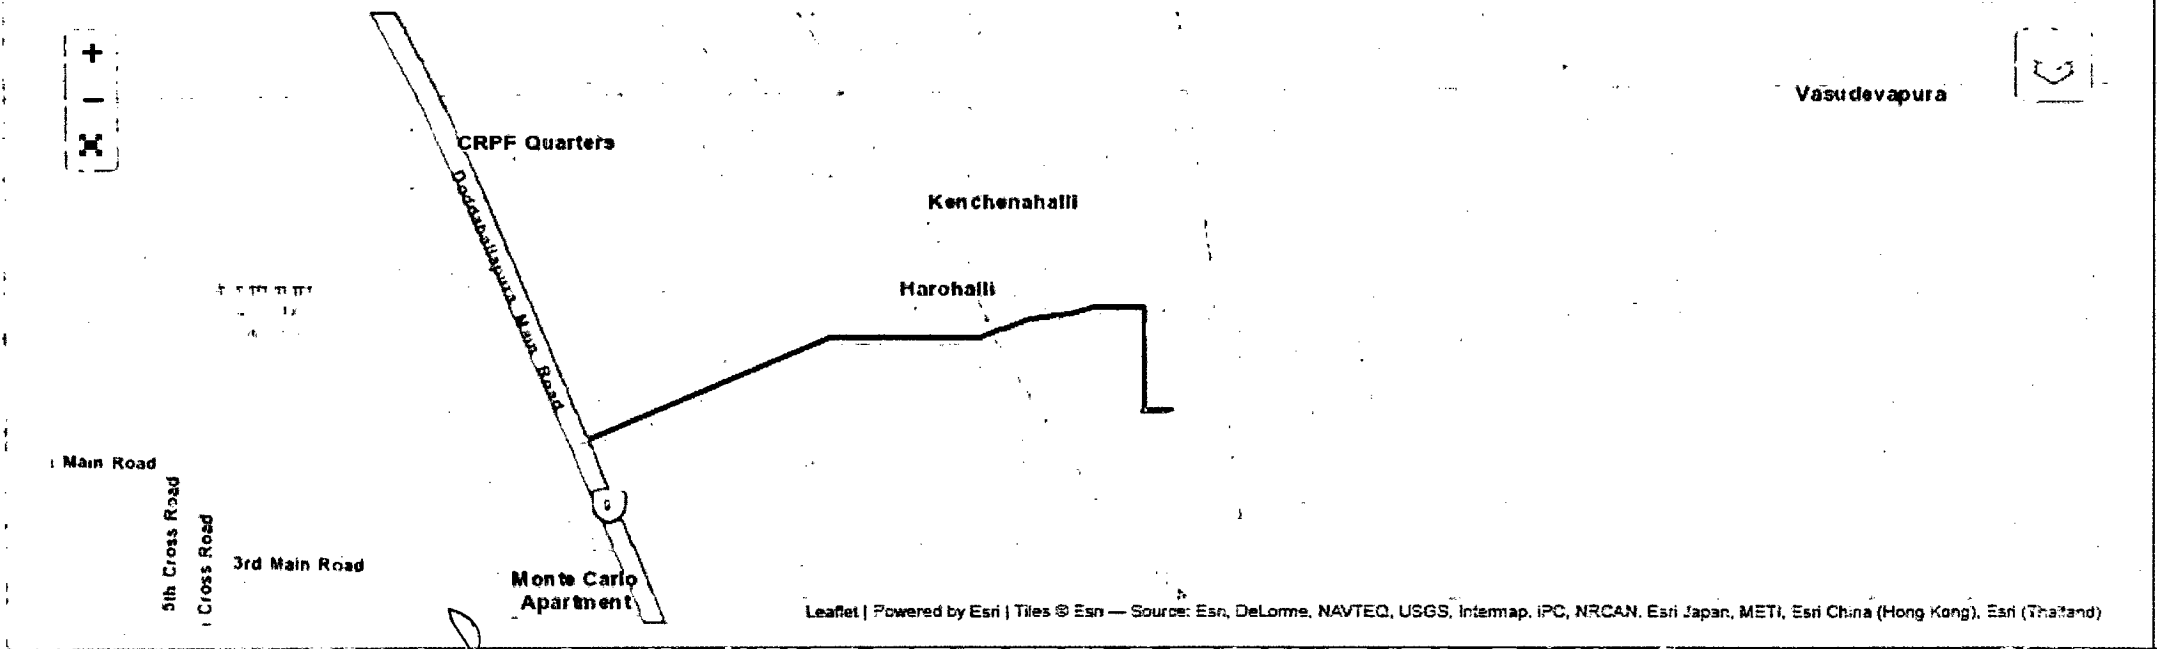 +
Vasudevapura
−
CRPF Quarters
Doddaballapura Main Road
Kenchenahalli
Harohalli
Main Road
5th Cross Road
Cross Road
3rd Main Road
Monte Carlo
Apartment
Leaflet | Powered by Esri | Tiles © Esri — Source: Esri, DeLorme, NAVTEQ, USGS, Intermap, iPC, NRCAN, Esri Japan, METI, Esri China (Hong Kong), Esri (Thailand)